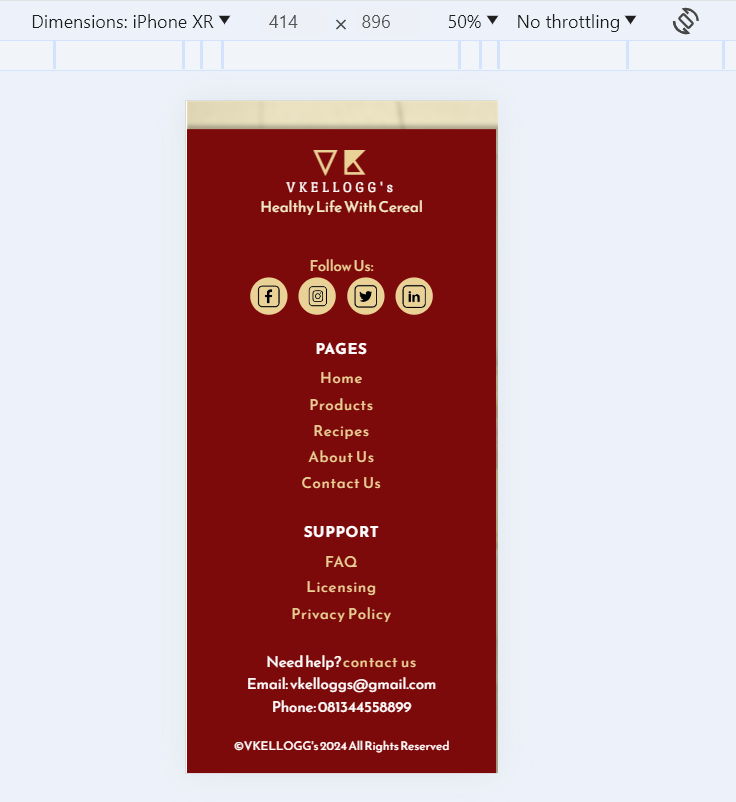 Dimensions: iPhone XR 414 × 896 50% No throttling
VK
VKELLOGG's
Healthy Life With Cereal
Follow Us:
PAGES
Home
Products
Recipes
About Us
Contact Us
SUPPORT
FAQ
Licensing
Privacy Policy
Need help? contact us
Email: vkelloggs@gmail.com
Phone: 081344558899
©VKELLOGG's 2024 All Rights Reserved